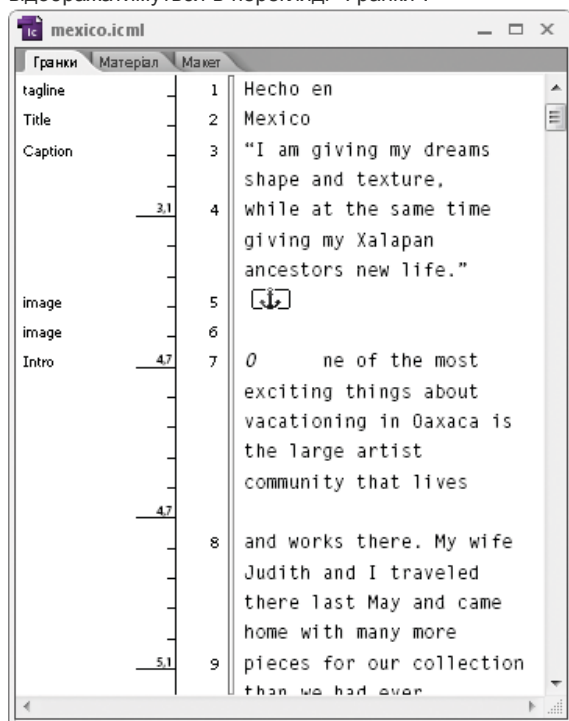 mexico.icml
Гранки Матеріал Макет
tagline 1 Hecho en
Title 2 Mexico
Caption 3 “I am giving my dreams
shape and texture,
3,1 4 while at the same time
giving my Xalapan
ancestors new life.”
image 5
image 6
Intro 4,7 7 O ne of the most
exciting things about
vacationing in Oaxaca is
the large artist
community that lives
4,7
8 and works there. My wife
Judith and I traveled
there last May and came
home with many more
5,1 9 pieces for our collection
than we had ever